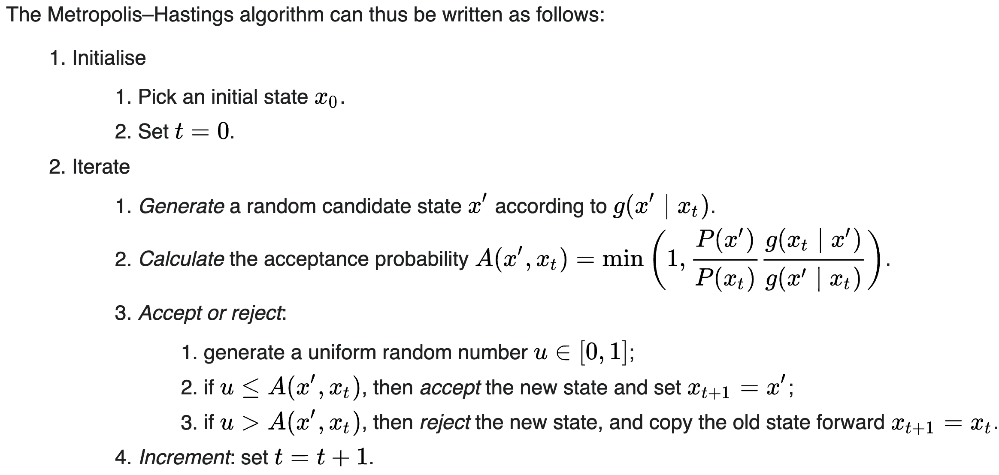 The Metropolis–Hastings algorithm can thus be written as follows:
1. Initialise
1. Pick an initial state $x_0$.
2. Set $t = 0$.
2. Iterate
1. Generate a random candidate state $x'$ according to $g(x' \mid x_t)$.
2. Calculate the acceptance probability $A(x', x_t) = \min\left(1, \frac{P(x')}{P(x_t)} \frac{g(x_t \mid x')}{g(x' \mid x_t)}\right)$.
3. Accept or reject:
1. generate a uniform random number $u \in [0, 1]$;
2. if $u \le A(x', x_t)$, then accept the new state and set $x_{t+1} = x'$;
3. if $u > A(x', x_t)$, then reject the new state, and copy the old state forward $x_{t+1} = x_t$.
4. Increment: set $t = t + 1$.